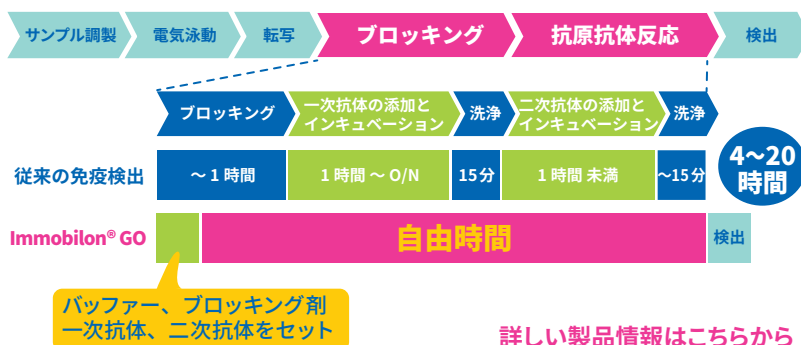 サンプル調製 電気泳動 転写 ブロッキング 抗原抗体反応 検出
ブロッキング 一次抗体の添加と インキュベーション 洗浄 二次抗体の添加と インキュベーション 洗浄
従来の免疫検出 ～1時間 1時間～O/N 15分 1時間 未満 ～15分
4～20
時間
Immobilon® GO 自由時間 検出
バッファー、ブロッキング剤
一次抗体、二次抗体をセット
詳しい製品情報はこちらから